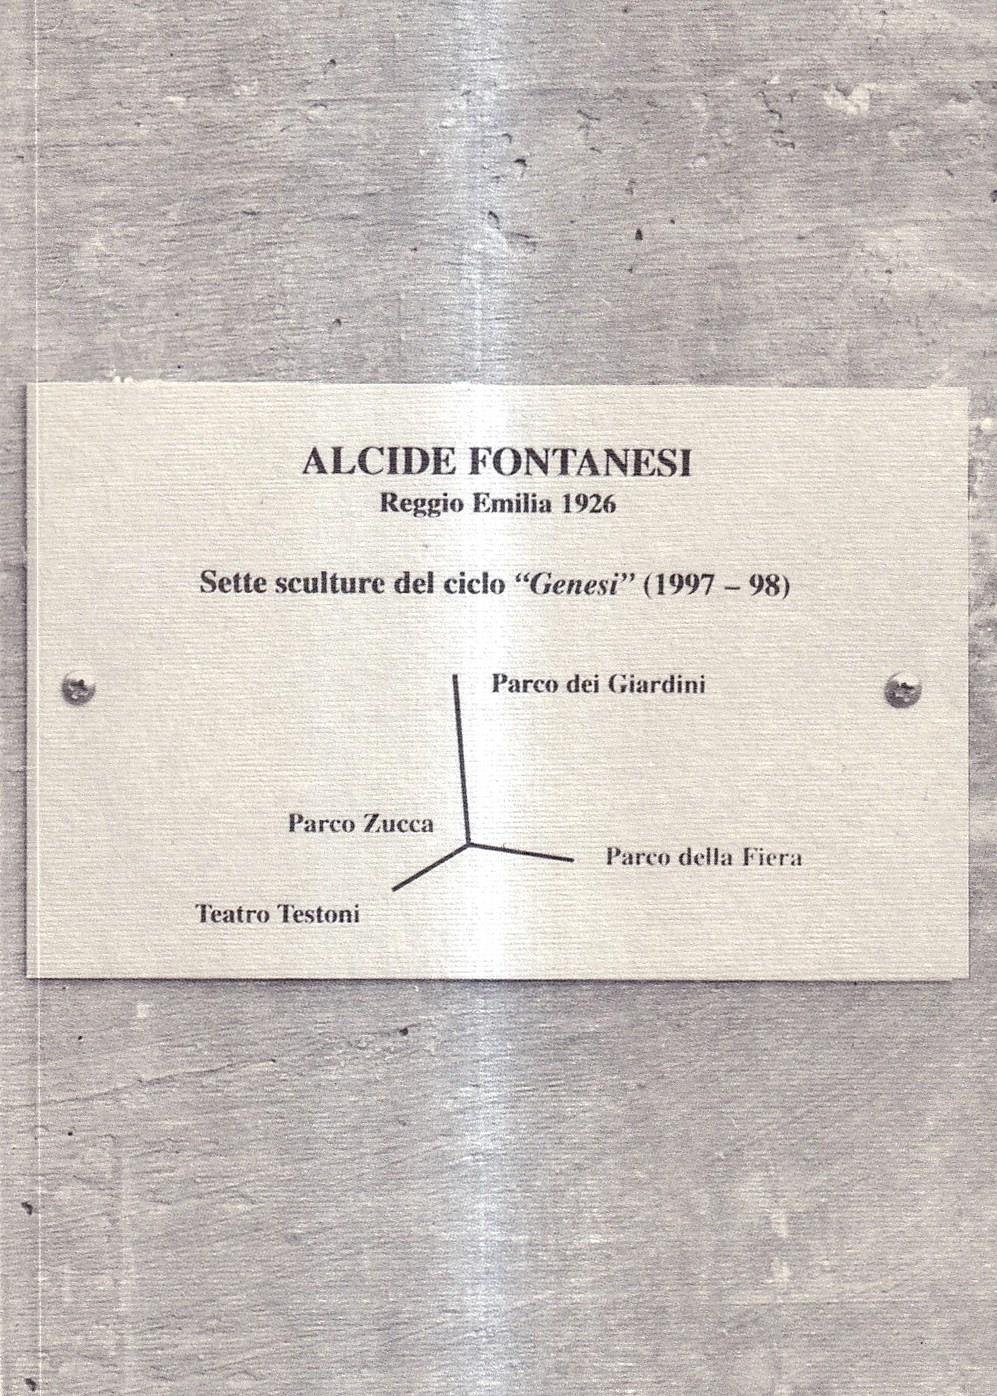 ALCIDE FONTANESI
Reggio Emilia 1926
Sette sculture del ciclo “Genesi” (1997 – 98)
Parco dei Giardini
Parco Zucca
Parco della Fiera
Teatro Testoni